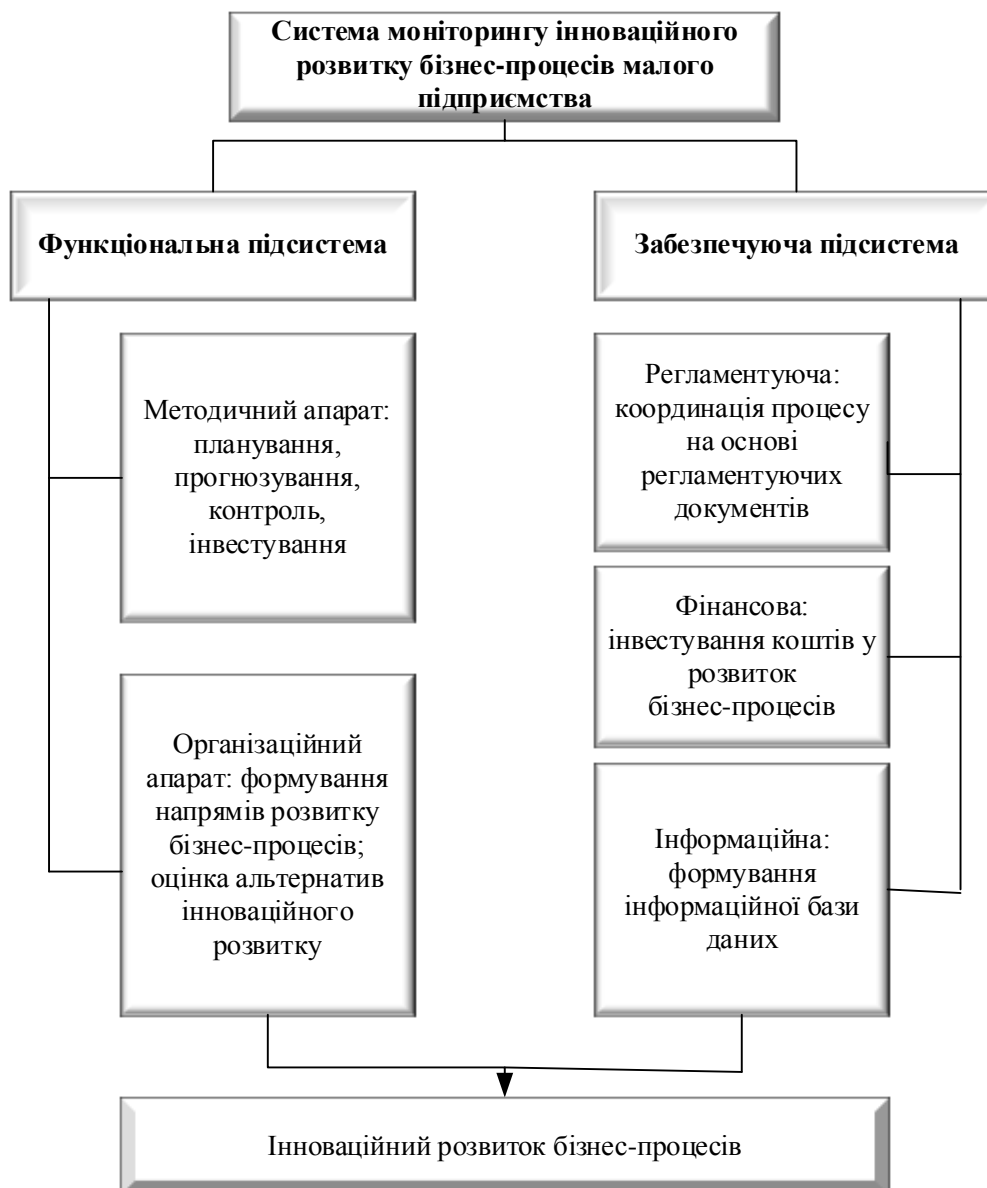 Система моніторингу інноваційного
розвитку бізнес-процесів малого
підприємства
Функціональна підсистема
Забезпечуюча підсистема
Методичний апарат:
планування,
прогнозування,
контроль,
інвестування
Організаційний
апарат: формування
напрямів розвитку
бізнес-процесів;
оцінка альтернатив
інноваційного
розвитку
Регламентуюча:
координація процесу
на основі
регламентуючих
документів
Фінансова:
інвестування коштів у
розвиток
бізнес-процесів
Інформаційна:
формування
інформаційної бази
даних
Інноваційний розвиток бізнес-процесів